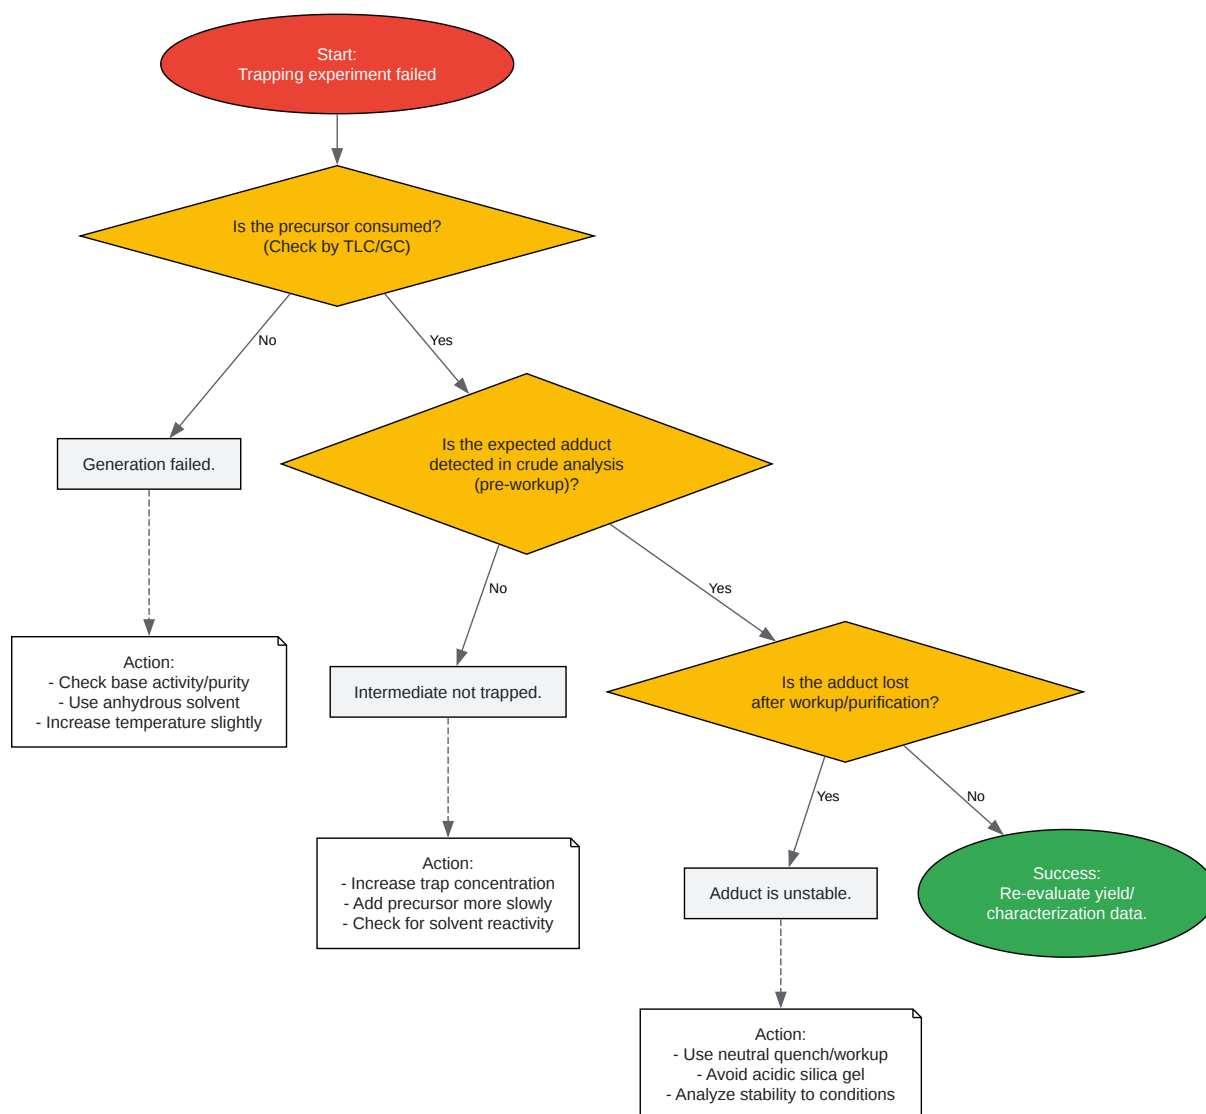 Start:
Trapping experiment failed
Is the precursor consumed?
(Check by TLC/GC)
No
Yes
Generation failed.
Is the expected adduct
detected in crude analysis
(pre-workup)?
No
Yes
Action:
- Check base activity/purity
- Use anhydrous solvent
- Increase temperature slightly
Intermediate not trapped.
Is the adduct lost
after workup/purification?
Yes
No
Action:
- Increase trap concentration
- Add precursor more slowly
- Check for solvent reactivity
Adduct is unstable.
Success:
Re-evaluate yield/
characterization data.
Action:
- Use neutral quench/workup
- Avoid acidic silica gel
- Analyze stability to conditions